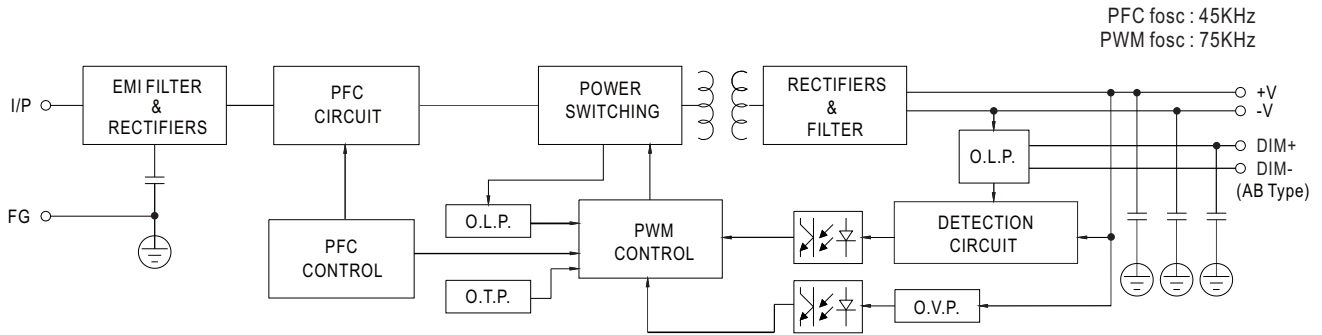 PFC fosc : 45KHz
PWM fosc : 75KHz
I/P
EMI FILTER
&
RECTIFIERS
PFC
CIRCUIT
POWER
SWITCHING
RECTIFIERS
&
FILTER
+V
-V
O.L.P.
DIM+
DIM-
(AB Type)
FG
O.L.P.
PFC
CONTROL
PWM
CONTROL
DETECTION
CIRCUIT
O.T.P.
O.V.P.